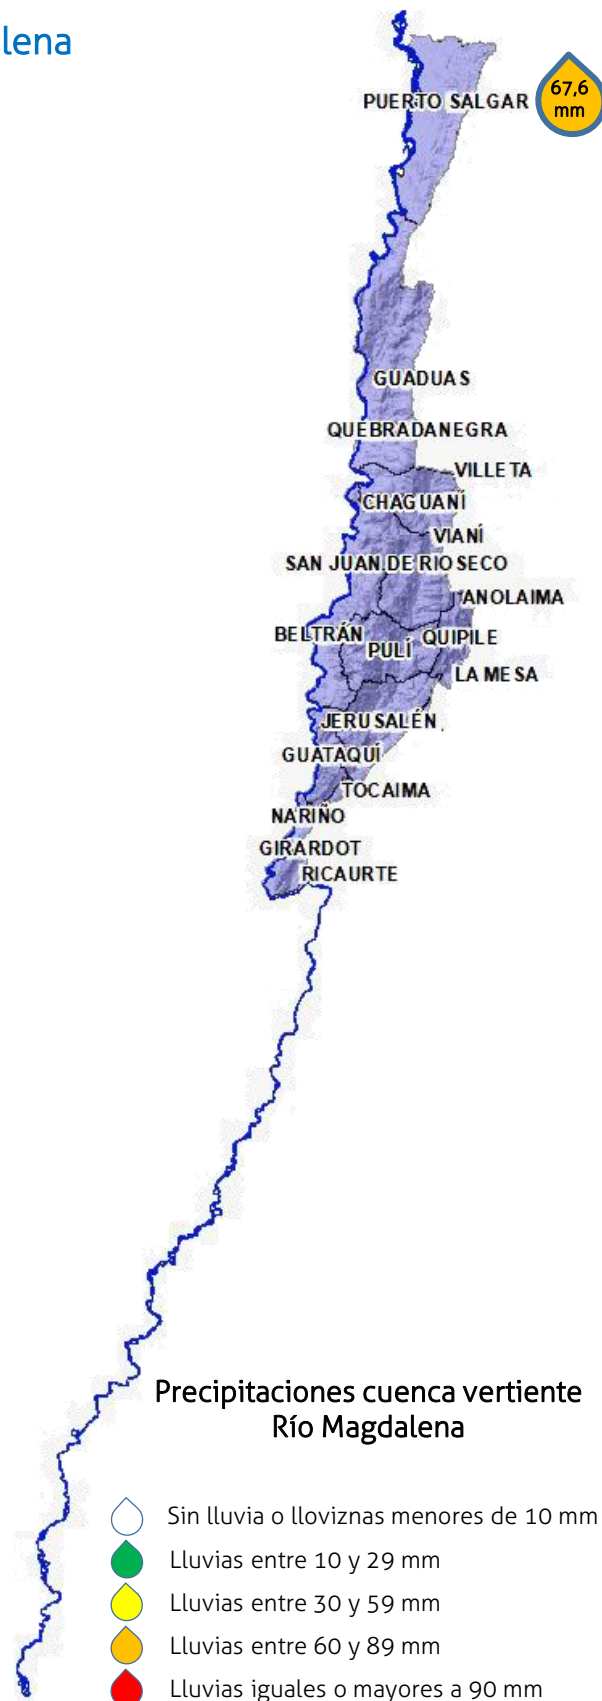 lena
PUERTO SALGAR
67,6
mm
GUADUAS
QUEBRADANEGRA
VILLETA
CHAGUANÍ
VIANÍ
SAN JUAN DE RIO SECO
ANOLAIMA
BELTRÁN
QUIPILE
PULÍ
LA MESA
JERUSALÉN
GUATAQUÍ
TOCAIMA
NARIÑO
GIRARDOT
RICAURTE
Precipitaciones cuenca vertiente
Río Magdalena
Sin lluvia o lloviznas menores de 10 mm
Lluvias entre 10 y 29 mm
Lluvias entre 30 y 59 mm
Lluvias entre 60 y 89 mm
Lluvias iguales o mayores a 90 mm